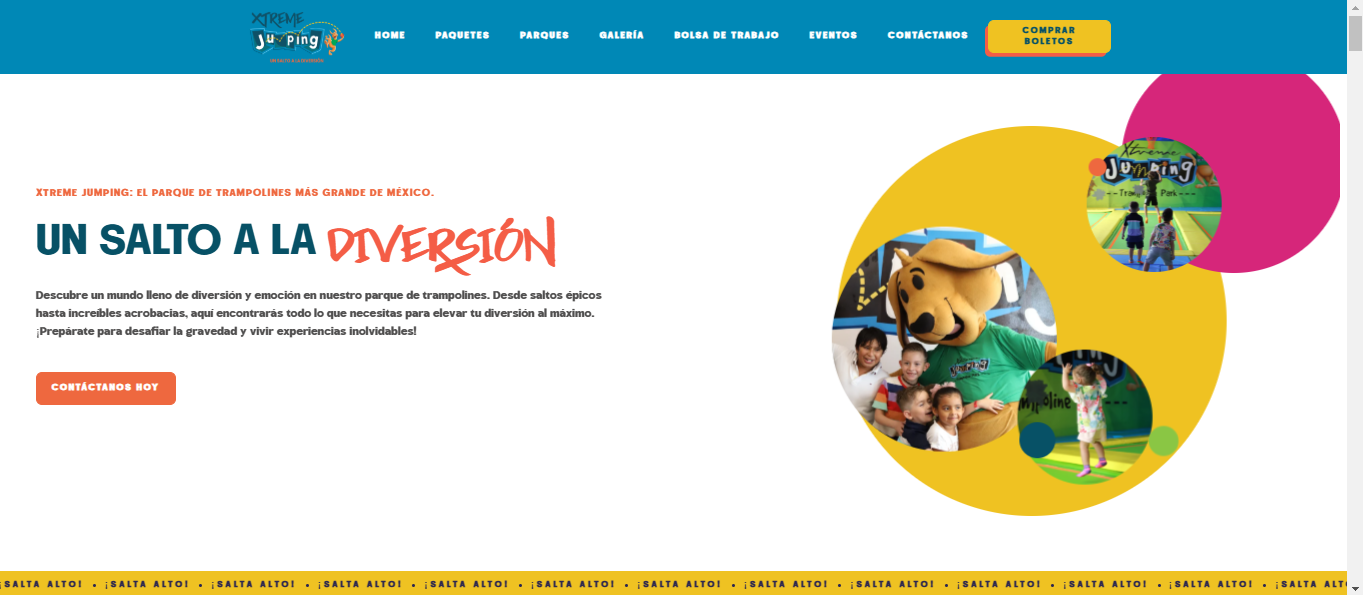 XTREME
Jumping
UN SALTO A LA DIVERSIÓN
HOME
PAQUETES
PARQUES
GALERÍA
BOLSA DE TRABAJO
EVENTOS
CONTÁCTANOS
COMPRAR
BOLETOS
XTREME JUMPING: EL PARQUE DE TRAMPOLINES MÁS GRANDE DE MÉXICO.
UN SALTO A LA DIVERSIÓN
Descubre un mundo lleno de diversión y emoción en nuestro parque de trampolines. Desde saltos épicos
hasta increíbles acrobacias, aquí encontrarás todo lo que necesitas para elevar tu diversión al máximo.
¡Prepárate para desafiar la gravedad y vivir experiencias inolvidables!
CONTÁCTANOS HOY
Xtreme
Jumping
Park
¡SALTA ALTO! • ¡SALTA ALTO! • ¡SALTA ALTO! • ¡SALTA ALTO! • ¡SALTA ALTO! • ¡SALTA ALTO! • ¡SALTA ALTO! • ¡SALTA ALTO! • ¡SALTA ALTO! • ¡SALTA ALTO! • ¡SALTA ALTO! • ¡SALTA ALTO! • ¡SALTA ALT